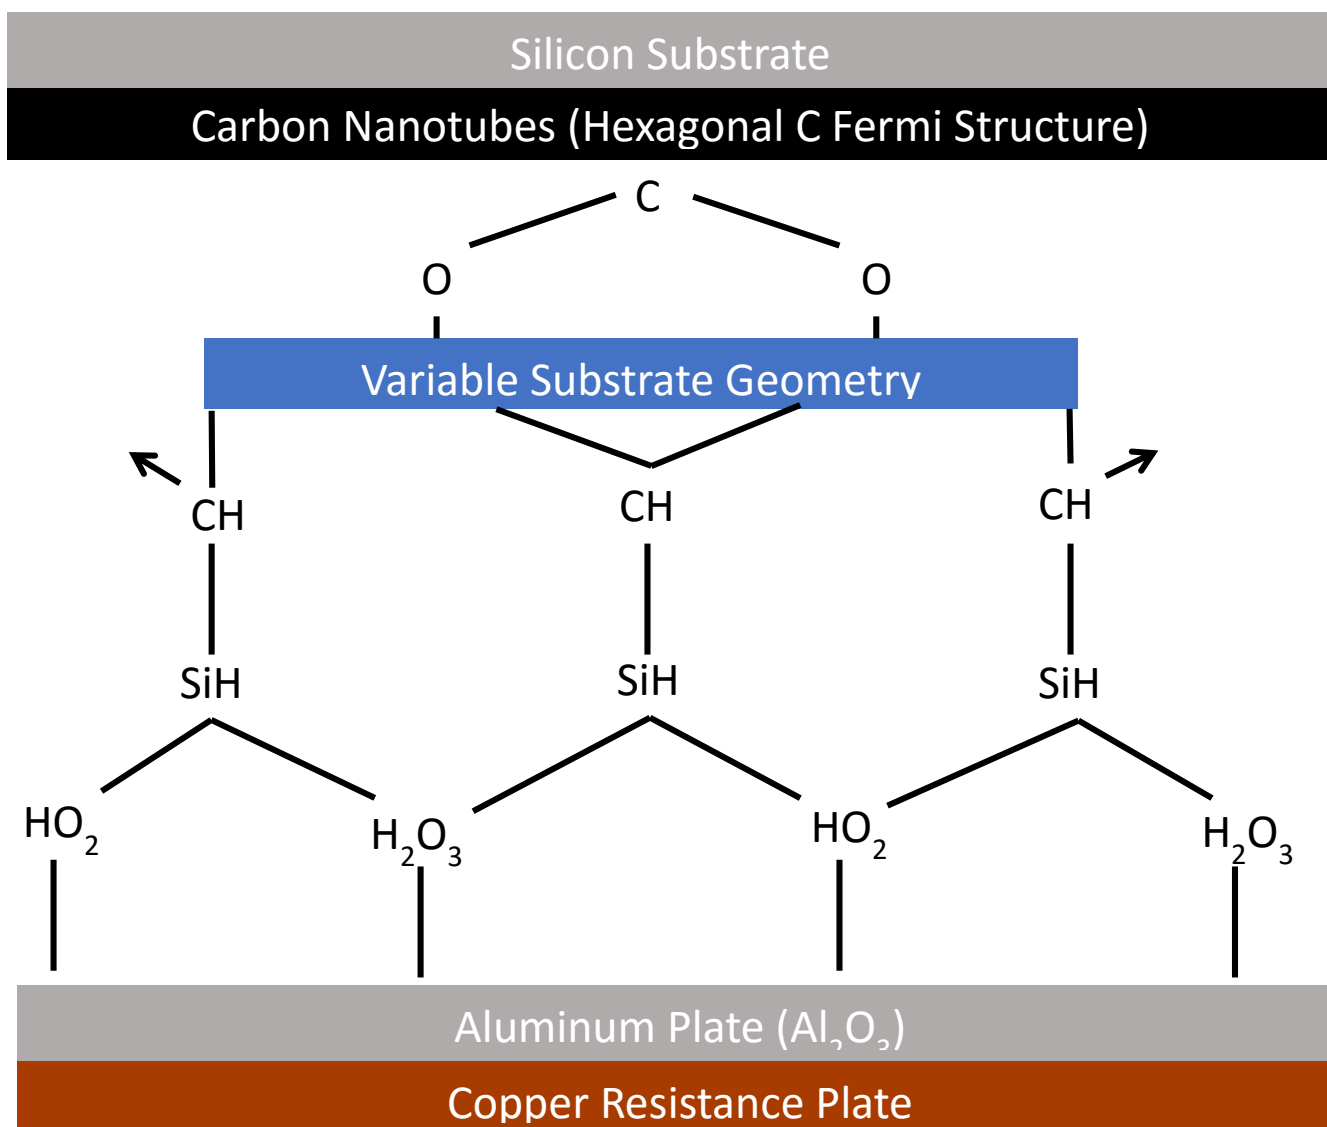 Silicon Substrate
Carbon Nanotubes (Hexagonal C Fermi Structure)
C
O O
Variable Substrate Geometry
CH CH CH
SiH SiH SiH
HO₂ H₂O₃ HO₂ H₂O₃
Aluminum Plate (Al₂O₃)
Copper Resistance Plate